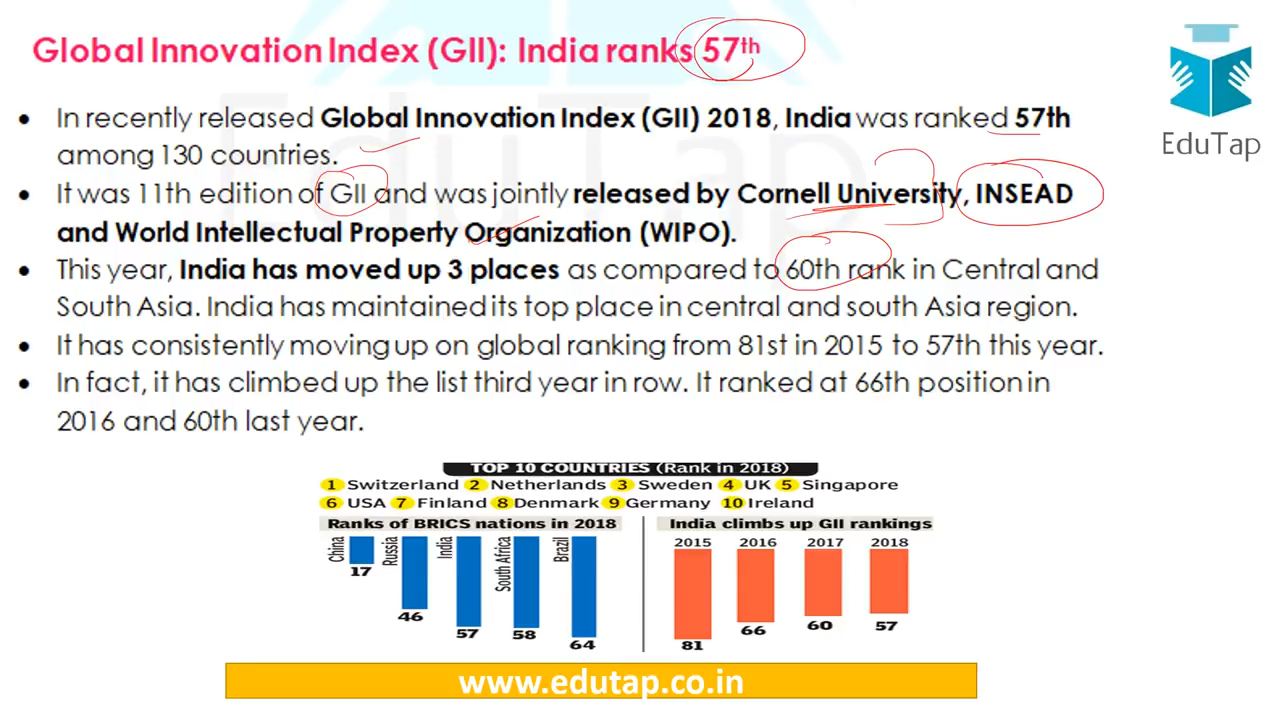 Global Innovation Index (GII): India ranks 57th
EduTap
• In recently released Global Innovation Index (GII) 2018, India was ranked 57th
among 130 countries.
• It was 11th edition of GII and was jointly released by Cornell University, INSEAD
and World Intellectual Property Organization (WIPO).
• This year, India has moved up 3 places as compared to 60th rank in Central and
South Asia. India has maintained its top place in central and south Asia region.
• It has consistently moving up on global ranking from 81st in 2015 to 57th this year.
• In fact, it has climbed up the list third year in row. It ranked at 66th position in
2016 and 60th last year.
EduTap
TOP 10 COUNTRIES (Rank in 2018)
1 Switzerland 2 Netherlands 3 Sweden 4 UK 5 Singapore
6 USA 7 Finland 8 Denmark 9 Germany 10 Ireland
Ranks of BRICS nations in 2018
China Russia India South Africa Brazil
17 46 57 58 64
India climbs up GII rankings
2015 2016 2017 2018
81 66 60 57
www.edutap.co.in